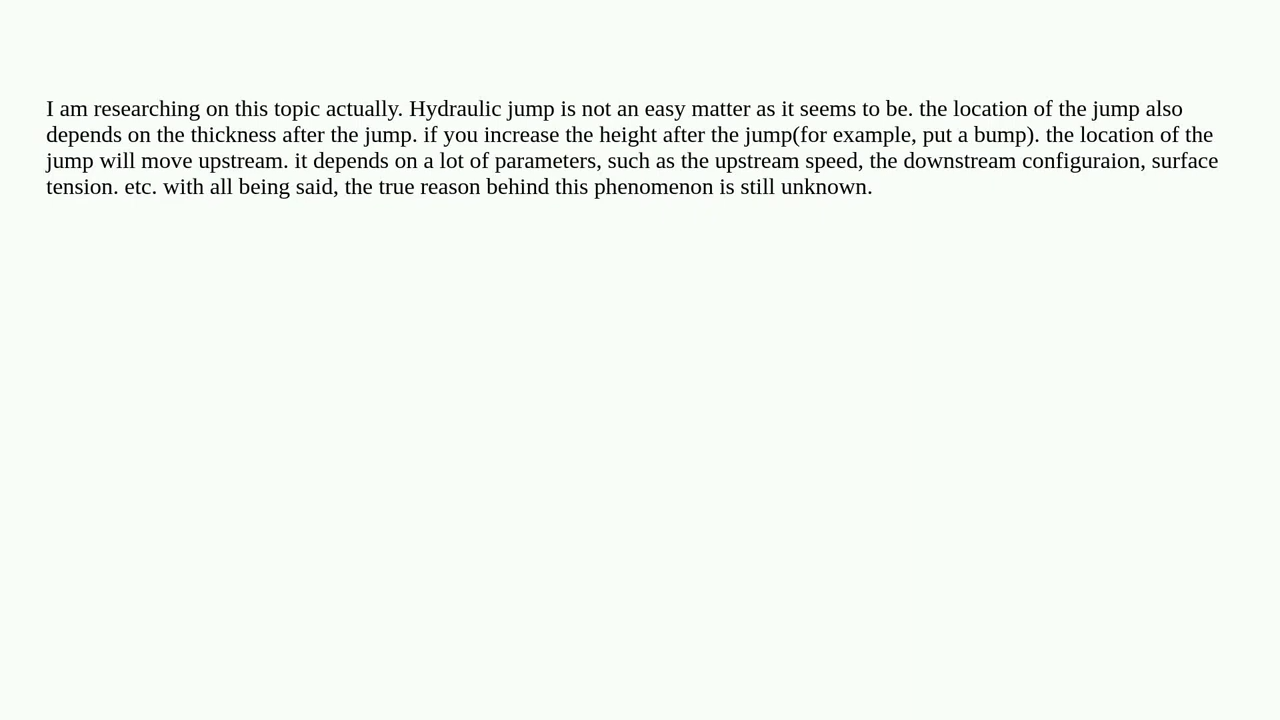 I am researching on this topic actually. Hydraulic jump is not an easy matter as it seems to be. the location of the jump also
depends on the thickness after the jump. if you increase the height after the jump(for example, put a bump). the location of the
jump will move upstream. it depends on a lot of parameters, such as the upstream speed, the downstream configuraion, surface
tension. etc. with all being said, the true reason behind this phenomenon is still unknown.